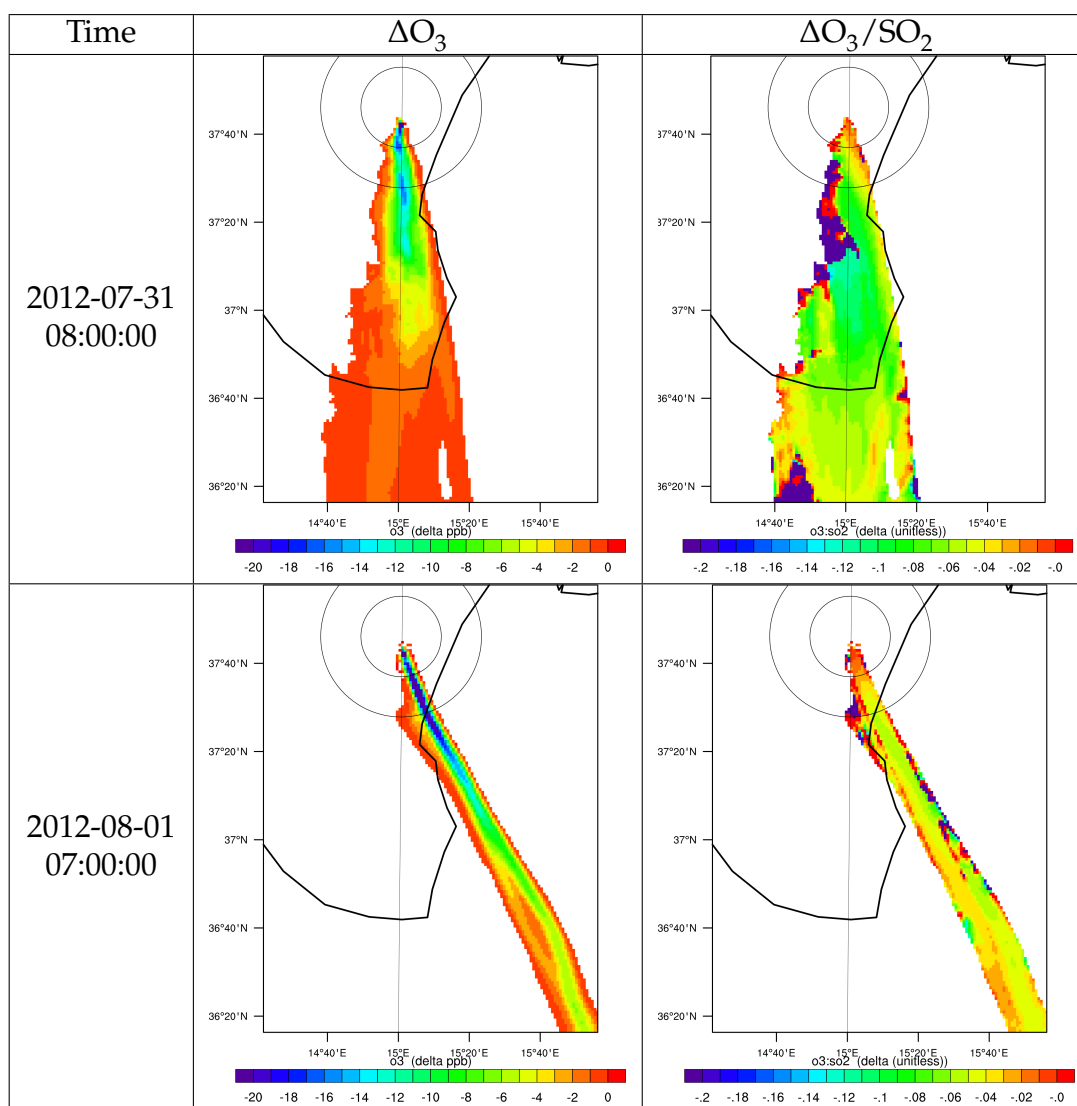 Time ΔO₃ ΔO₃/SO₂
2012-07-31
08:00:00
37°40'N
37°20'N
37°N
36°40'N
36°20'N
14°40'E 15°E 15°20'E 15°40'E
o3 (delta ppb)
-20 -18 -16 -14 -12 -10 -8 -6 -4 -2 0
37°40'N
37°20'N
37°N
36°40'N
36°20'N
14°40'E 15°E 15°20'E 15°40'E
o3:so2 (delta (unitless))
-.2 -.18 -.16 -.14 -.12 -.1 -.08 -.06 -.04 -.02 -.0
2012-08-01
07:00:00
37°40'N
37°20'N
37°N
36°40'N
36°20'N
14°40'E 15°E 15°20'E 15°40'E
o3 (delta ppb)
-20 -18 -16 -14 -12 -10 -8 -6 -4 -2 0
37°40'N
37°20'N
37°N
36°40'N
36°20'N
14°40'E 15°E 15°20'E 15°40'E
o3:so2 (delta (unitless))
-.2 -.18 -.16 -.14 -.12 -.1 -.08 -.06 -.04 -.02 -.0